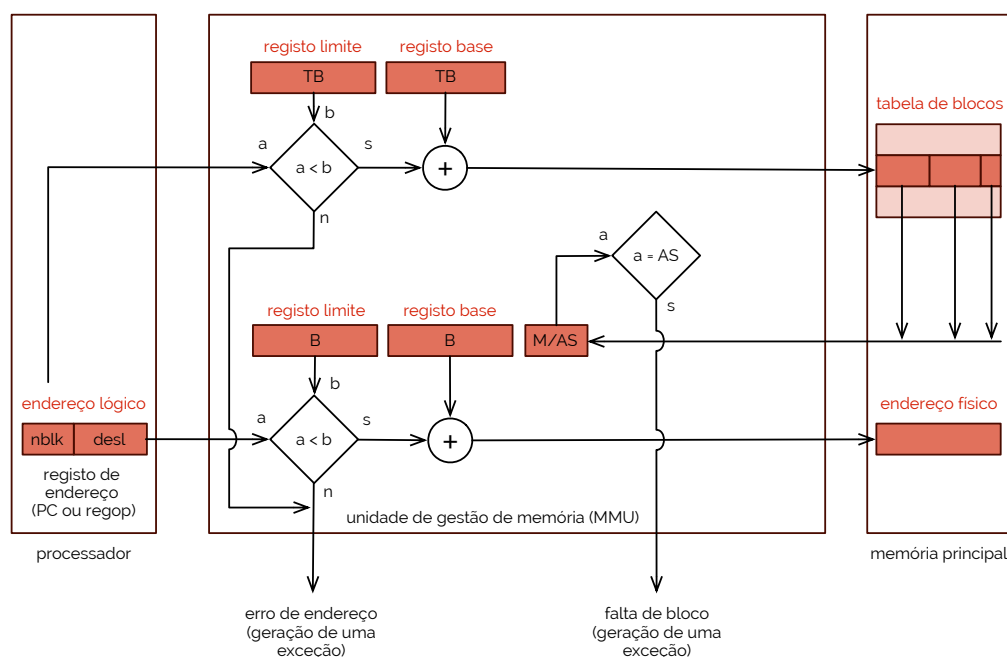 registo limite
registo base
TB
TB
tabela de blocos
b
a
a < b
s
+
n
a
a = AS
s
registo limite
registo base
B
B
M/AS
b
endereço lógico
endereço físico
nblk
desl
a
a < b
s
+
n
registo de
endereço
(PC ou regop)
unidade de gestão de memória (MMU)
processador
memória principal
erro de endereço
(geração de uma
exceção)
falta de bloco
(geração de uma
exceção)